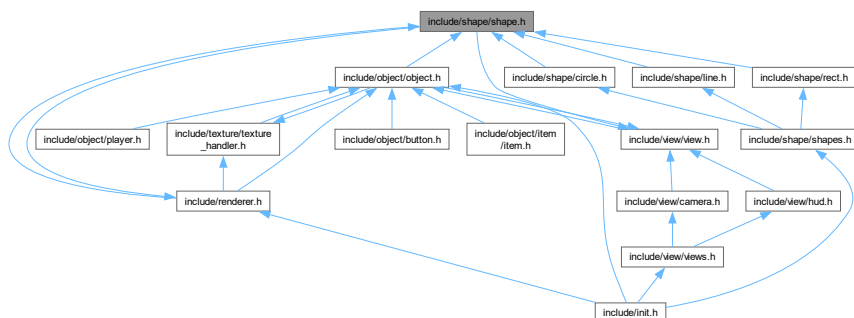 include/shape/shape.h
include/object/object.h
include/shape/circle.h
include/shape/line.h
include/shape/rect.h
include/object/player.h
include/texture/texture
_handler.h
include/object/button.h
include/object/item
/item.h
include/view/view.h
include/shape/shapes.h
include/renderer.h
include/view/camera.h
include/view/hud.h
include/view/views.h
include/init.h